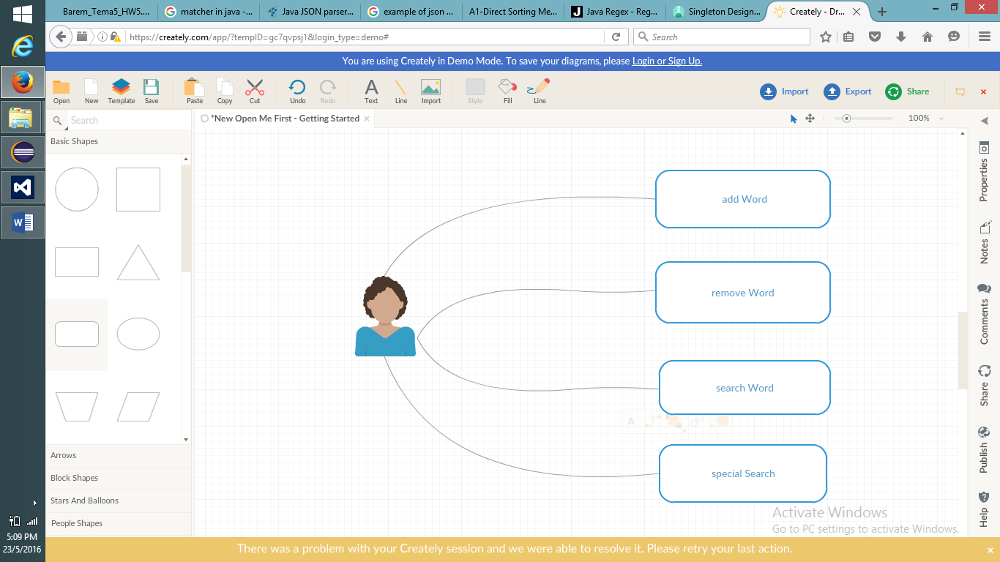 Barem_Tema5_HW5....
matcher in java -...
Java JSON parser...
example of json ...
A1-Direct Sorting Me...
Java Regex - Reg...
Singleton Design...
Creately - Dr...
https://creately.com/app/?tempID=gc7qvpsj1&login_type=demo#
Search
You are using Creately in Demo Mode. To save your diagrams, please Login or Sign Up.
Open
New
Template
Save
Paste
Copy
Cut
Undo
Redo
Text
Line
Import
Style
Fill
Line
Import
Export
Share
Search
*New Open Me First - Getting Started
100%
Basic Shapes
add Word
remove Word
search Word
special Search
Properties
Notes
Comments
Share
Publish
Help
Arrows
Block Shapes
Stars And Balloons
People Shapes
Activate Windows
Go to PC settings to activate Windows.
5:09 PM
23/5/2016
There was a problem with your Creately session and we were able to resolve it. Please retry your last action.